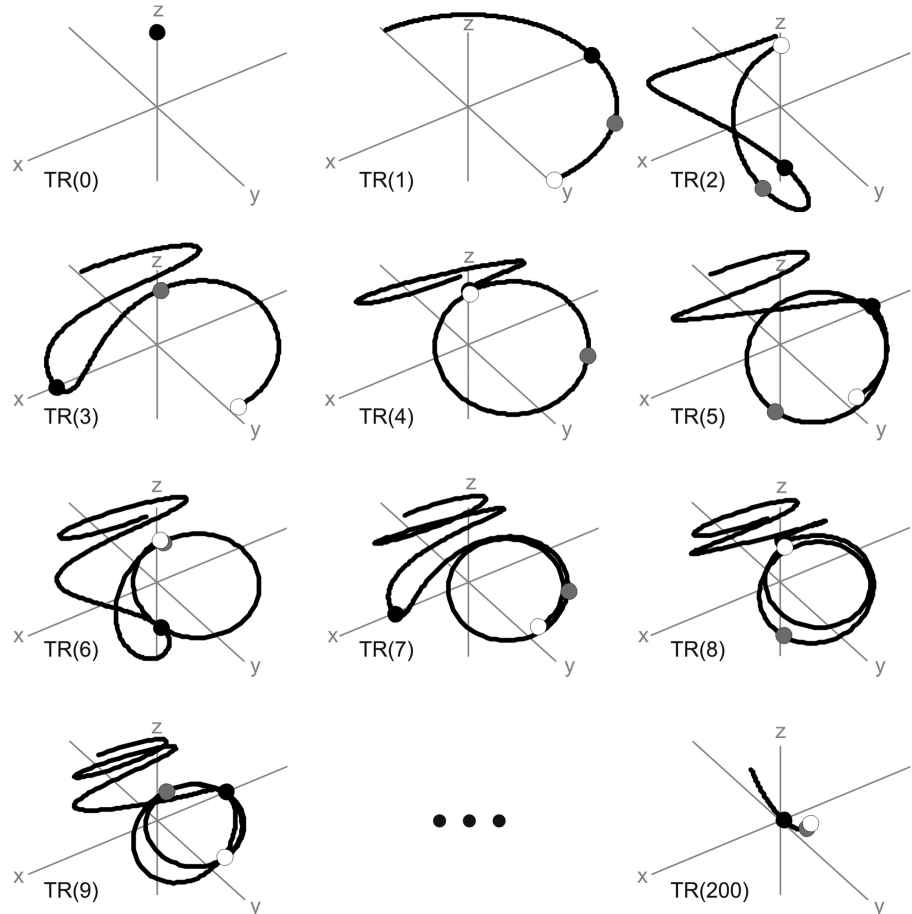 z
x
TR(0)
y
z
x
TR(1)
y
z
x
TR(2)
y
z
x
TR(3)
y
z
x
TR(4)
y
z
x
TR(5)
y
z
x
TR(6)
y
z
x
TR(7)
y
z
x
TR(8)
y
z
x
TR(9)
y
z
x
TR(200)
y